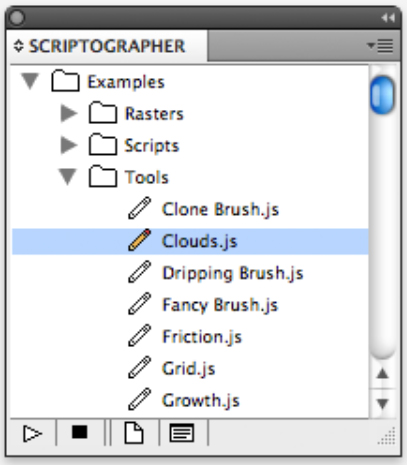 SCRIPTOGRAPHER
Examples
Rasters
Scripts
Tools
Clone Brush.js
Clouds.js
Dripping Brush.js
Fancy Brush.js
Friction.js
Grid.js
Growth.js